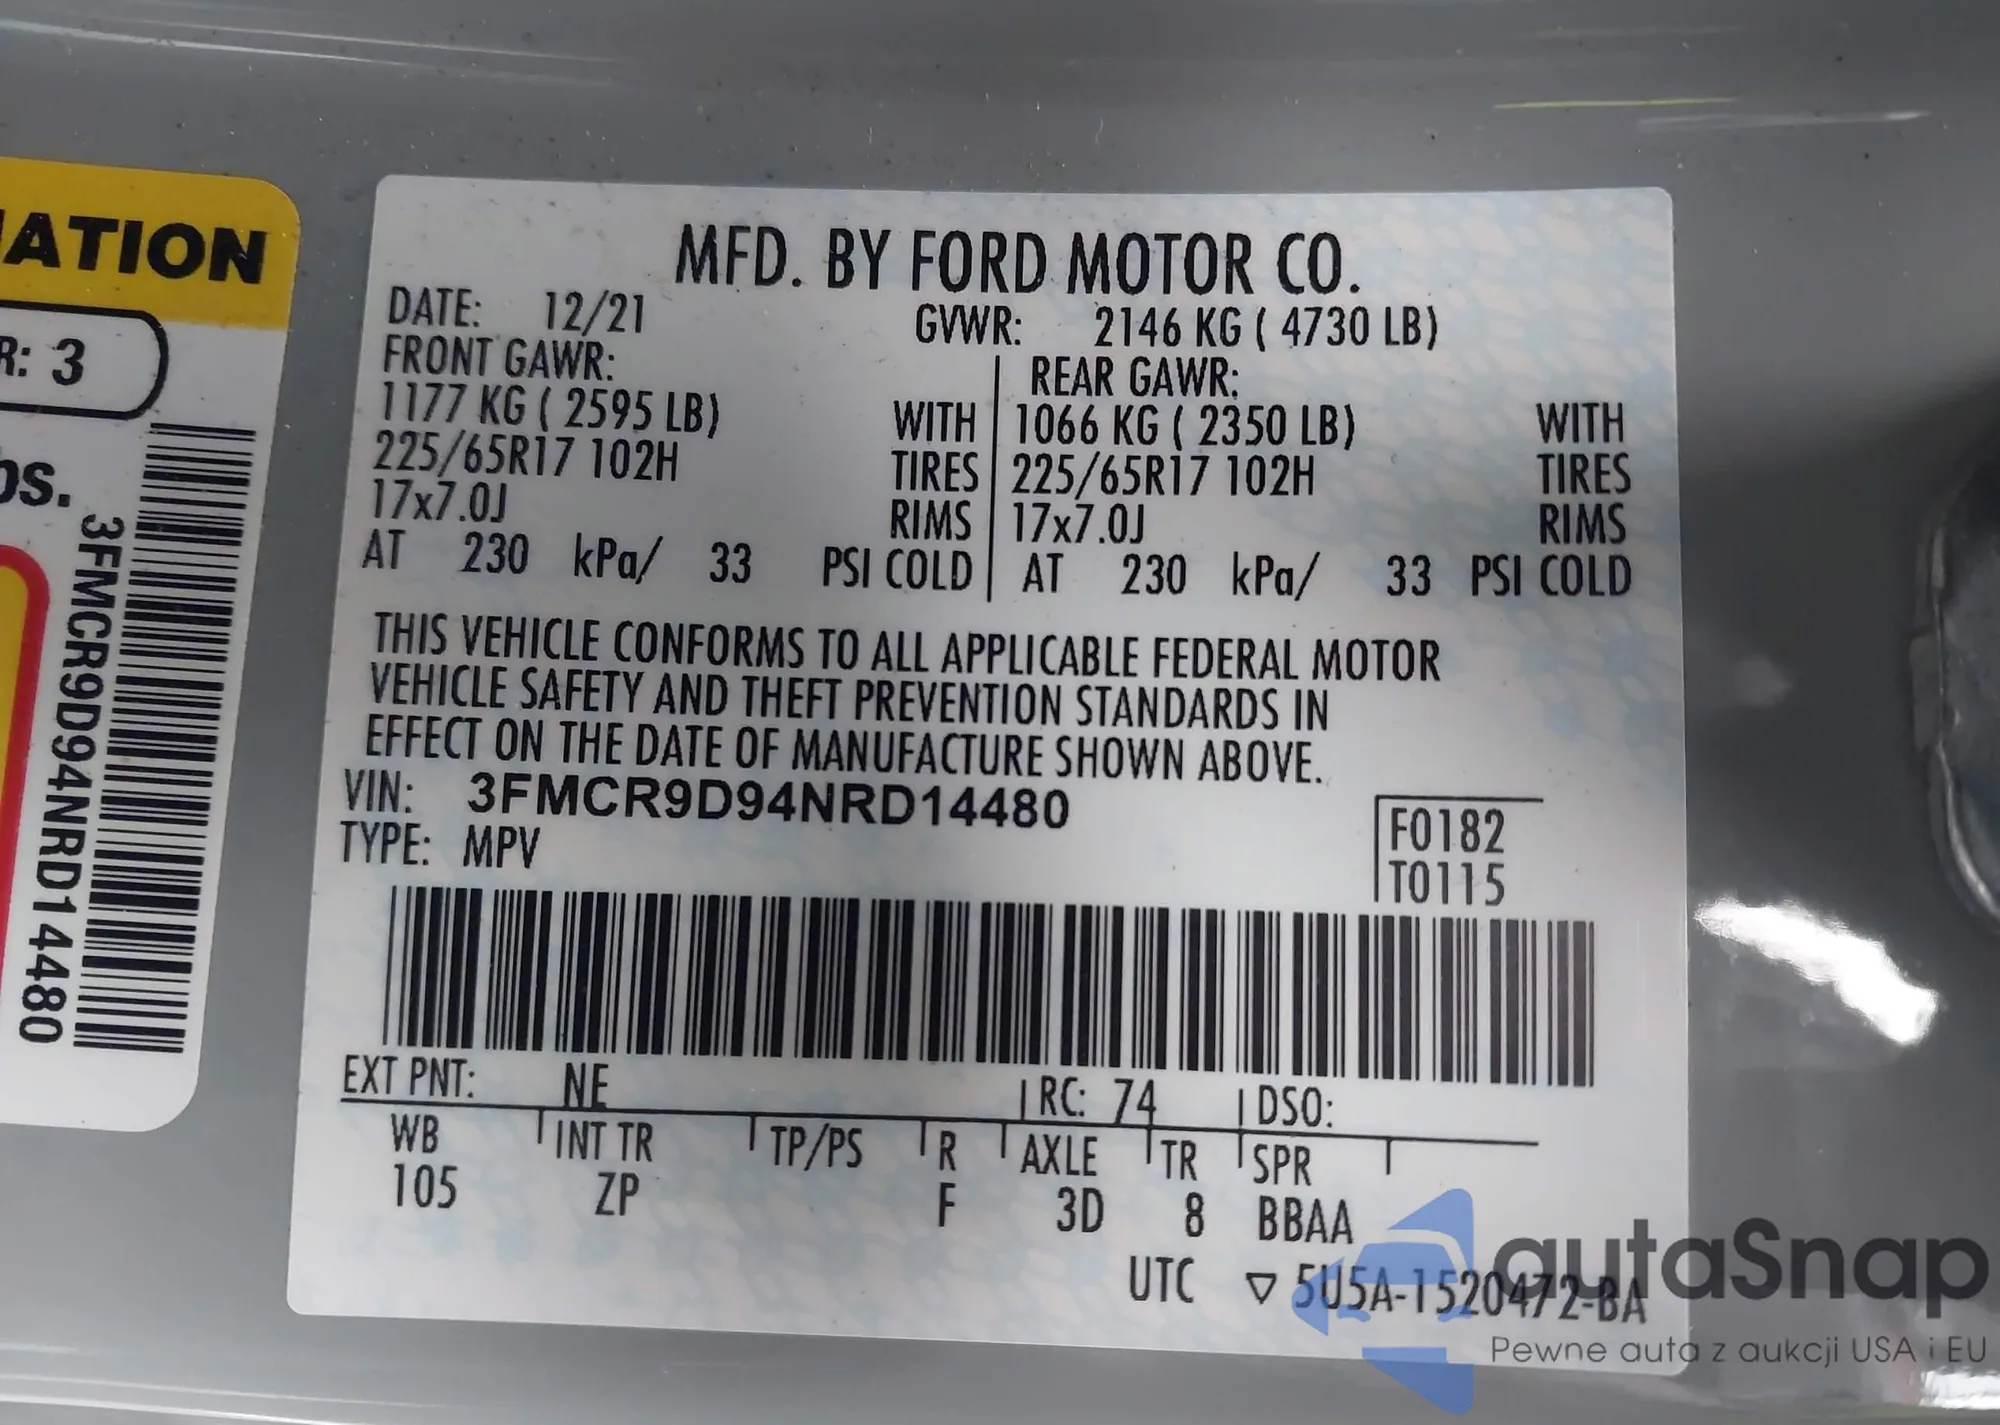 MATION
R: 3
bs.
3FMCR9D94NRD14480
MFD. BY FORD MOTOR CO.
DATE: 12/21 GVWR: 2146 KG ( 4730 LB)
FRONT GAWR: REAR GAWR:
1177 KG ( 2595 LB) WITH 1066 KG ( 2350 LB) WITH
225/65R17 102H TIRES 225/65R17 102H TIRES
17x7.0J RIMS 17x7.0J RIMS
AT 230 kPa/ 33 PSI COLD AT 230 kPa/ 33 PSI COLD
THIS VEHICLE CONFORMS TO ALL APPLICABLE FEDERAL MOTOR
VEHICLE SAFETY AND THEFT PREVENTION STANDARDS IN
EFFECT ON THE DATE OF MANUFACTURE SHOWN ABOVE.
VIN: 3FMCR9D94NRD14480
TYPE: MPV
F0182
T0115
EXT PNT: NE RC: 74 DSO:
WB INT TR TP/PS R AXLE TR SPR
105 ZP F 3D 8 BBAA
UTC ▽ 5U5A-1520472-BA
autaSnap
Pewne auta z aukcji USA i EU